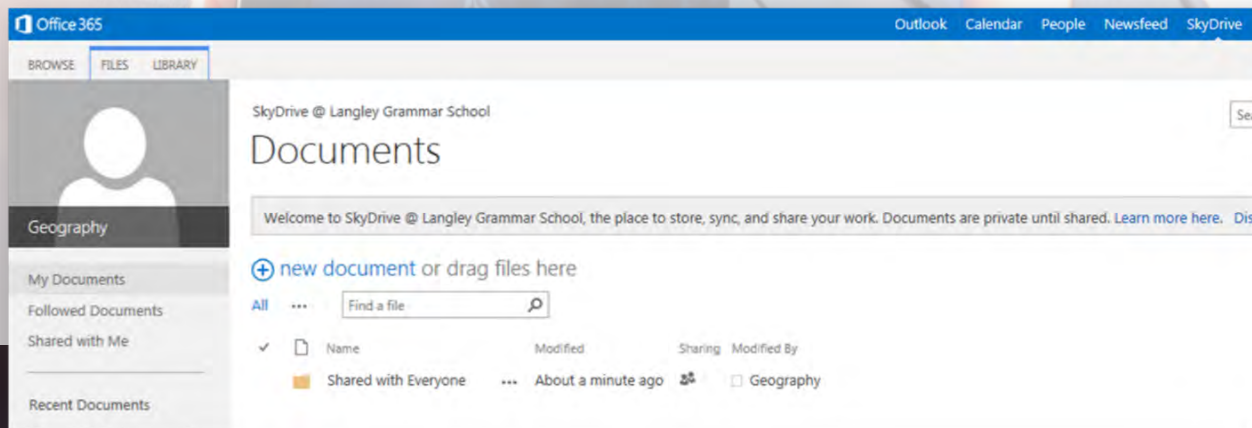 Office 365 Outlook Calendar People Newsfeed SkyDrive
BROWSE FILES LIBRARY
SkyDrive @ Langley Grammar School
Documents
Geography
Welcome to SkyDrive @ Langley Grammar School, the place to store, sync, and share your work. Documents are private until shared. Learn more here.
new document or drag files here
My Documents
Followed Documents
Shared with Me
Recent Documents
All ... Find a file
Name Modified Sharing Modified By
Shared with Everyone ... About a minute ago Geography